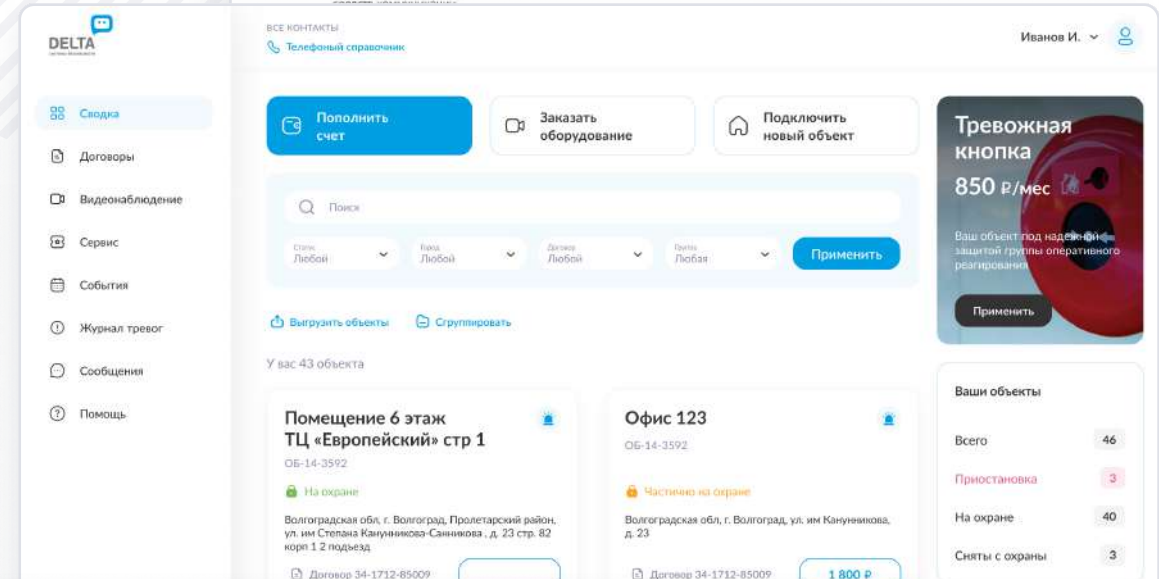 DELTA
ВСЕ КОНТАКТЫ
Телефоный справочник
Иванов И.
Сводка
Договоры
Видеонаблюдение
Сервис
События
Журнал тревог
Сообщения
Помощь
Пополнить
счет
Заказать
оборудование
Подключить
новый объект
Поиск
Статус
Любой
Город
Любой
Договор
Любой
Группа
Любая
Применить
Выгрузить объекты
Сгруппировать
У вас 43 объекта
Помещение 6 этаж
ТЦ «Европейский» стр 1
ОБ-14-3592
На охране
Волгоградская обл, г. Волгоград, Пролетарский район,
ул. им Степана Канунникова-Санникова , д. 23 стр. 82
корп 1 2 подъезд
Договор 34-1712-85009
Офис 123
ОБ-14-3592
Частично на охране
Волгоградская обл, г. Волгоград, ул. им Канунникова,
д. 23
Договор 34-1712-85009
1 800 ₽
Тревожная
кнопка
850 ₽/мес
Ваш объект под надежной
защитой группы оперативного
реагирования
Применить
Ваши объекты
Всего 46
Приостановка 3
На охране 40
Сняты с охраны 3